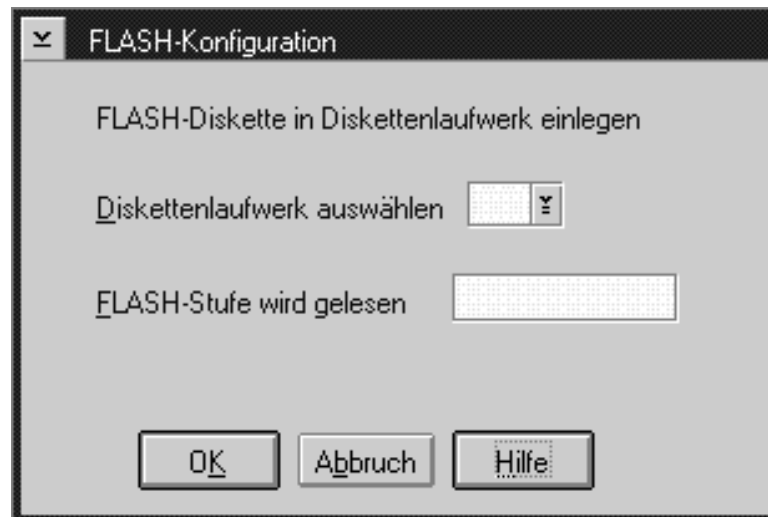 FLASH-Konfiguration
FLASH-Diskette in Diskettenlaufwerk einlegen
Diskettenlaufwerk auswählen
FLASH-Stufe wird gelesen
OK Abbruch Hilfe